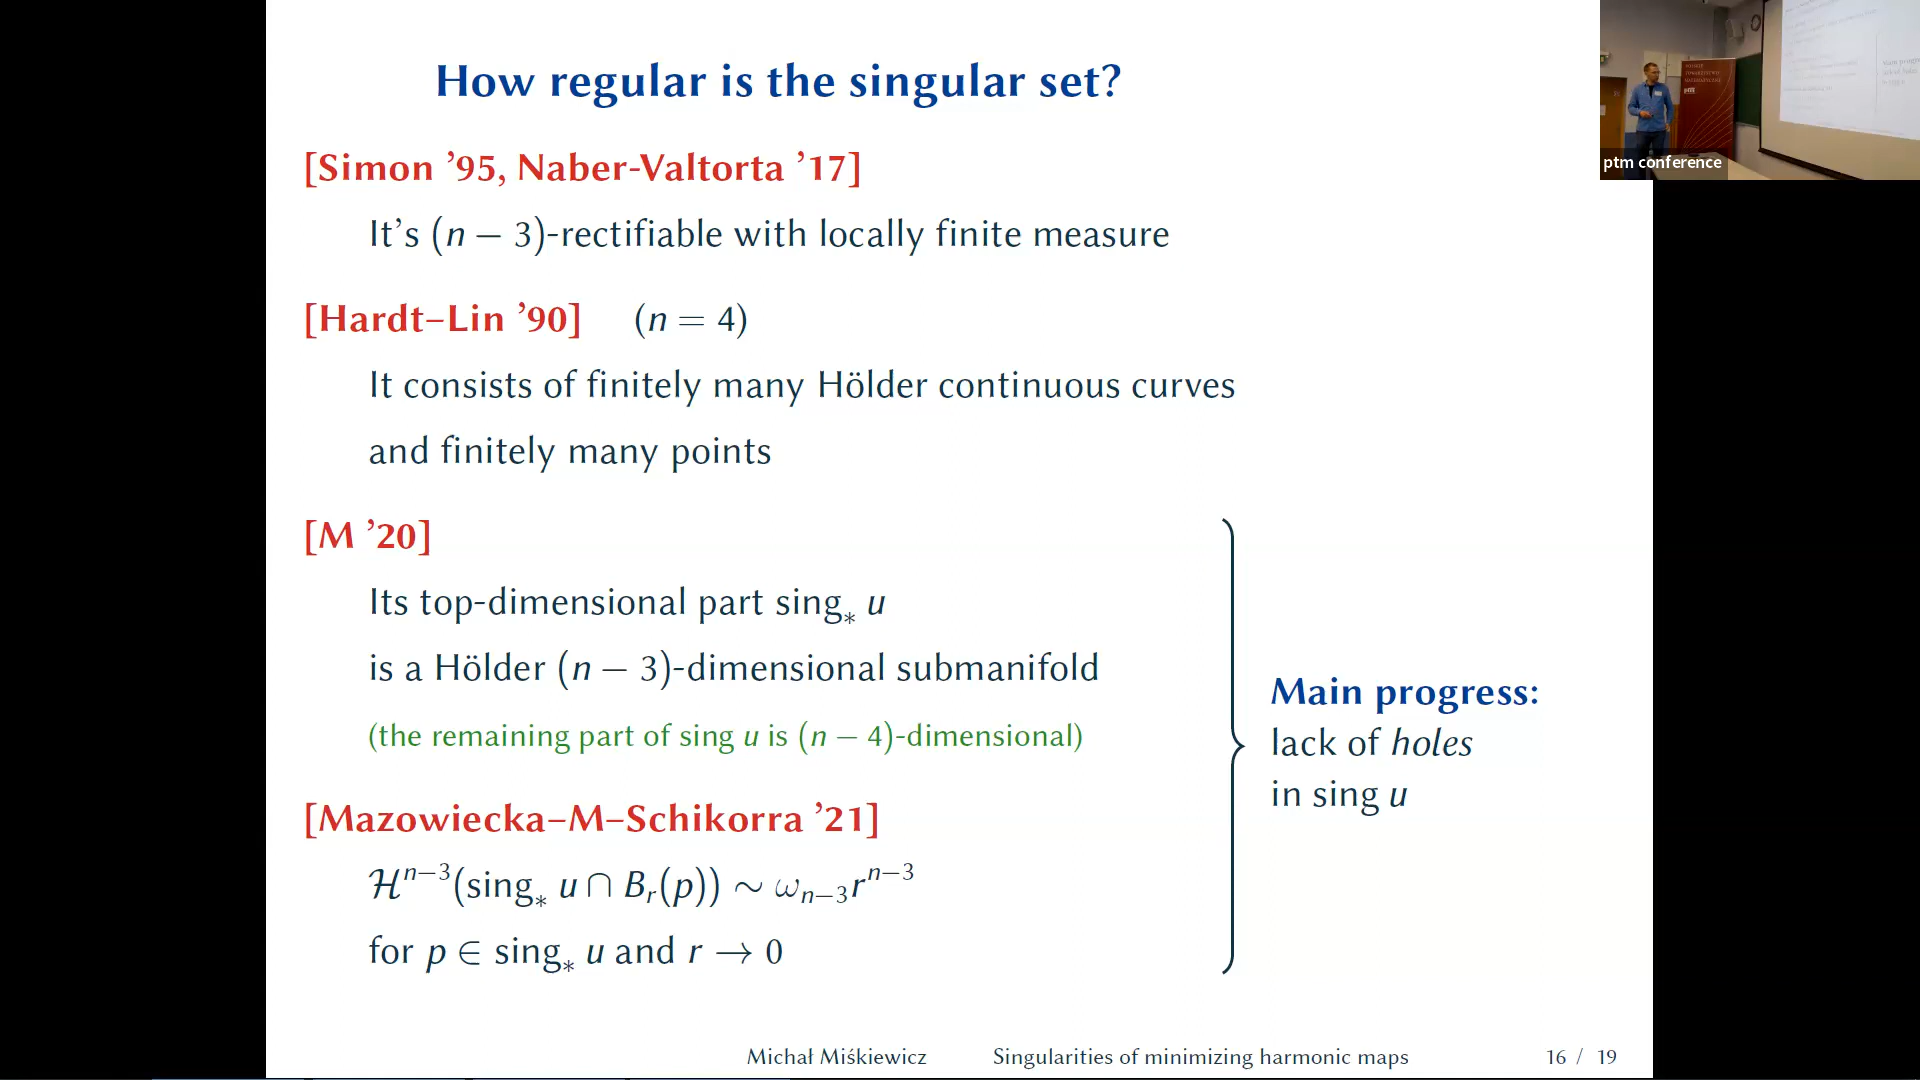 How regular is the singular set?
[Simon ’95, Naber-Valtorta ’17]
It’s (n − 3)-rectifiable with locally finite measure
[Hardt–Lin ’90] (n = 4)
It consists of finitely many Hölder continuous curves
and finitely many points
[M ’20]
Its top-dimensional part sing∗ u
is a Hölder (n − 3)-dimensional submanifold
(the remaining part of sing u is (n − 4)-dimensional)
[Mazowiecka–M–Schikorra ’21]
ℋⁿ⁻³(sing∗ u ∩ Bᵣ(p)) ∼ ωₙ₋₃rⁿ⁻³
for p ∈ sing∗ u and r → 0
Main progress:
lack of holes
in sing u
Michał Miśkiewicz Singularities of minimizing harmonic maps 16 / 19
ptm conference